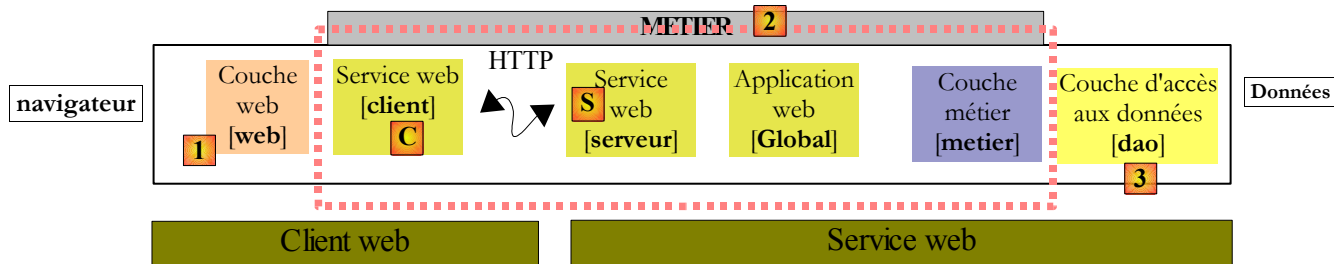 METIER
2
HTTP
navigateur
Couche
web
[web]
1
Service web
[client]
C
Service
web
[serveur]
S
Application
web
[Global]
Couche
métier
[metier]
Couche d'accès
aux données
[dao]
3
Données
Client web
Service web